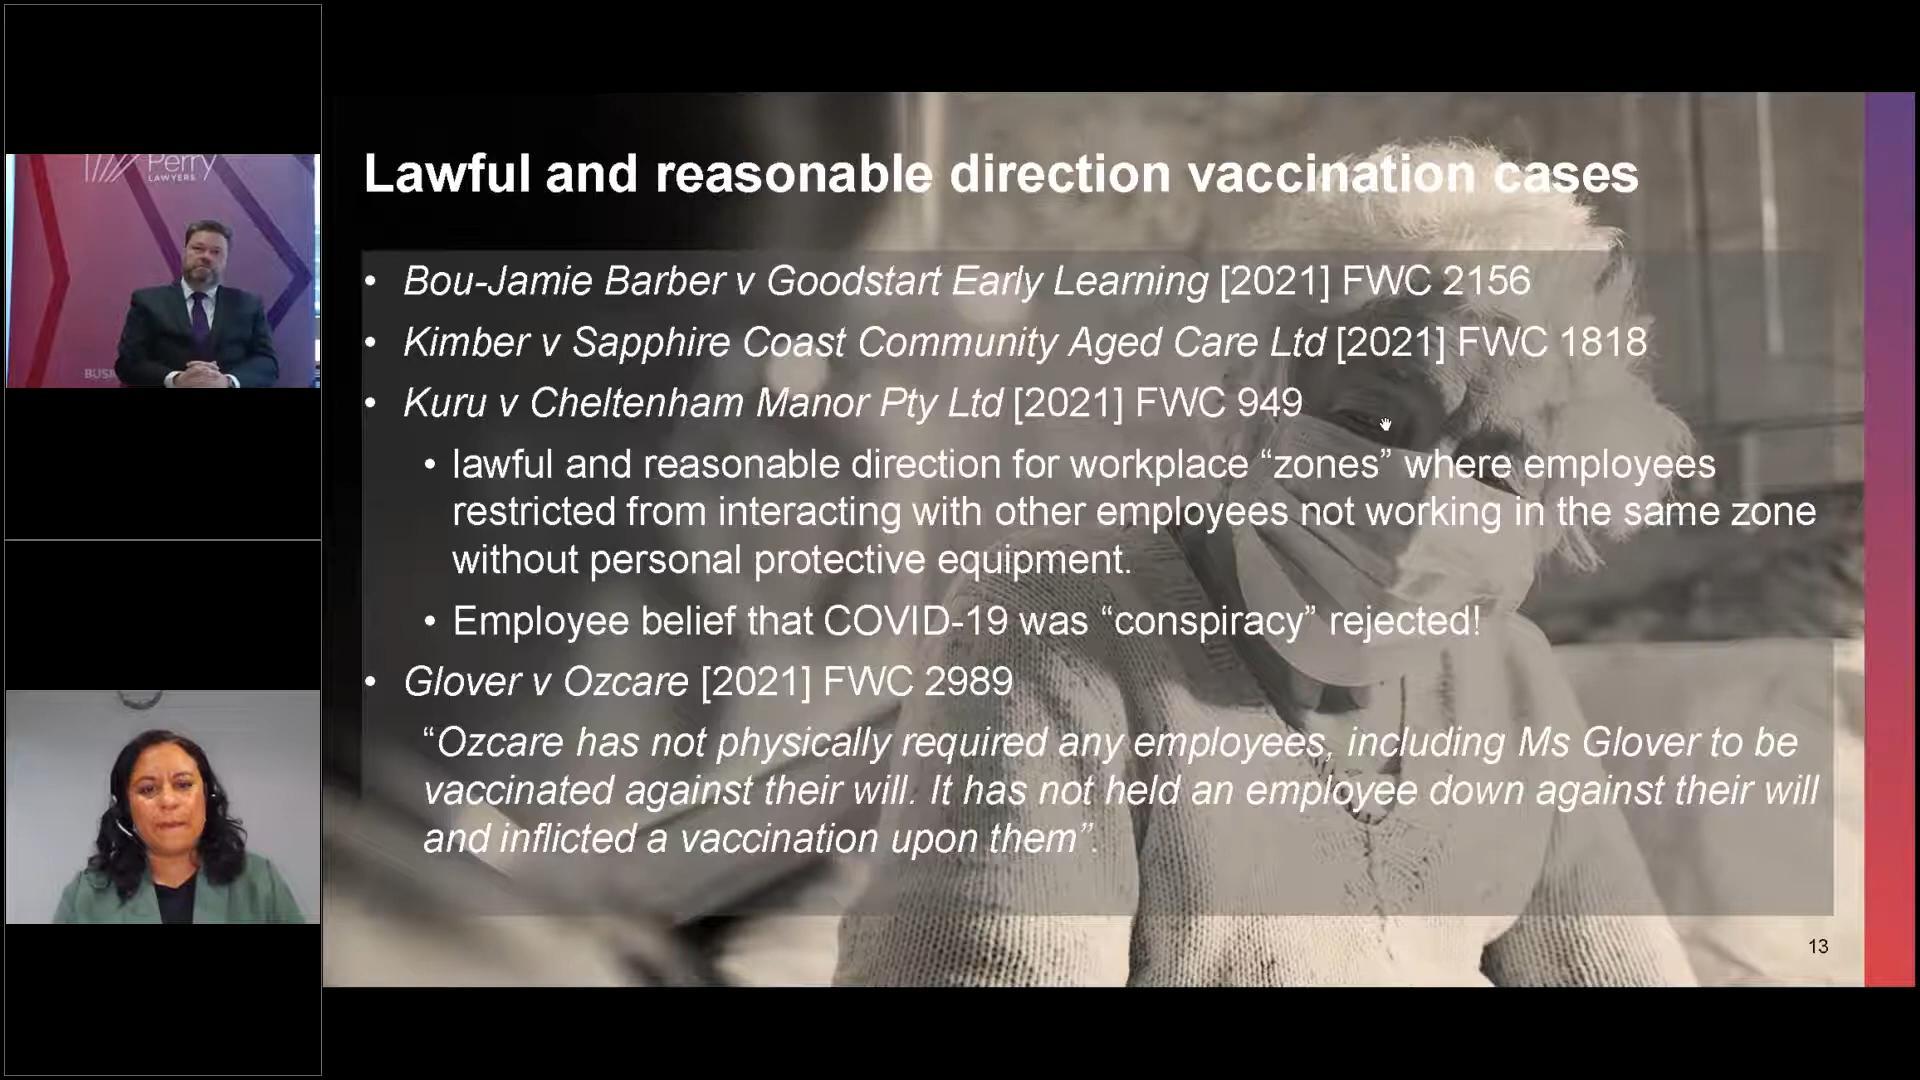 Perry
LAWYERS
BUSI
Lawful and reasonable direction vaccination cases
• Bou-Jamie Barber v Goodstart Early Learning [2021] FWC 2156
• Kimber v Sapphire Coast Community Aged Care Ltd [2021] FWC 1818
• Kuru v Cheltenham Manor Pty Ltd [2021] FWC 949
• lawful and reasonable direction for workplace “zones” where employees
restricted from interacting with other employees not working in the same zone
without personal protective equipment.
• Employee belief that COVID-19 was “conspiracy” rejected!
• Glover v Ozcare [2021] FWC 2989
“Ozcare has not physically required any employees, including Ms Glover to be
vaccinated against their will. It has not held an employee down against their will
and inflicted a vaccination upon them”.
13